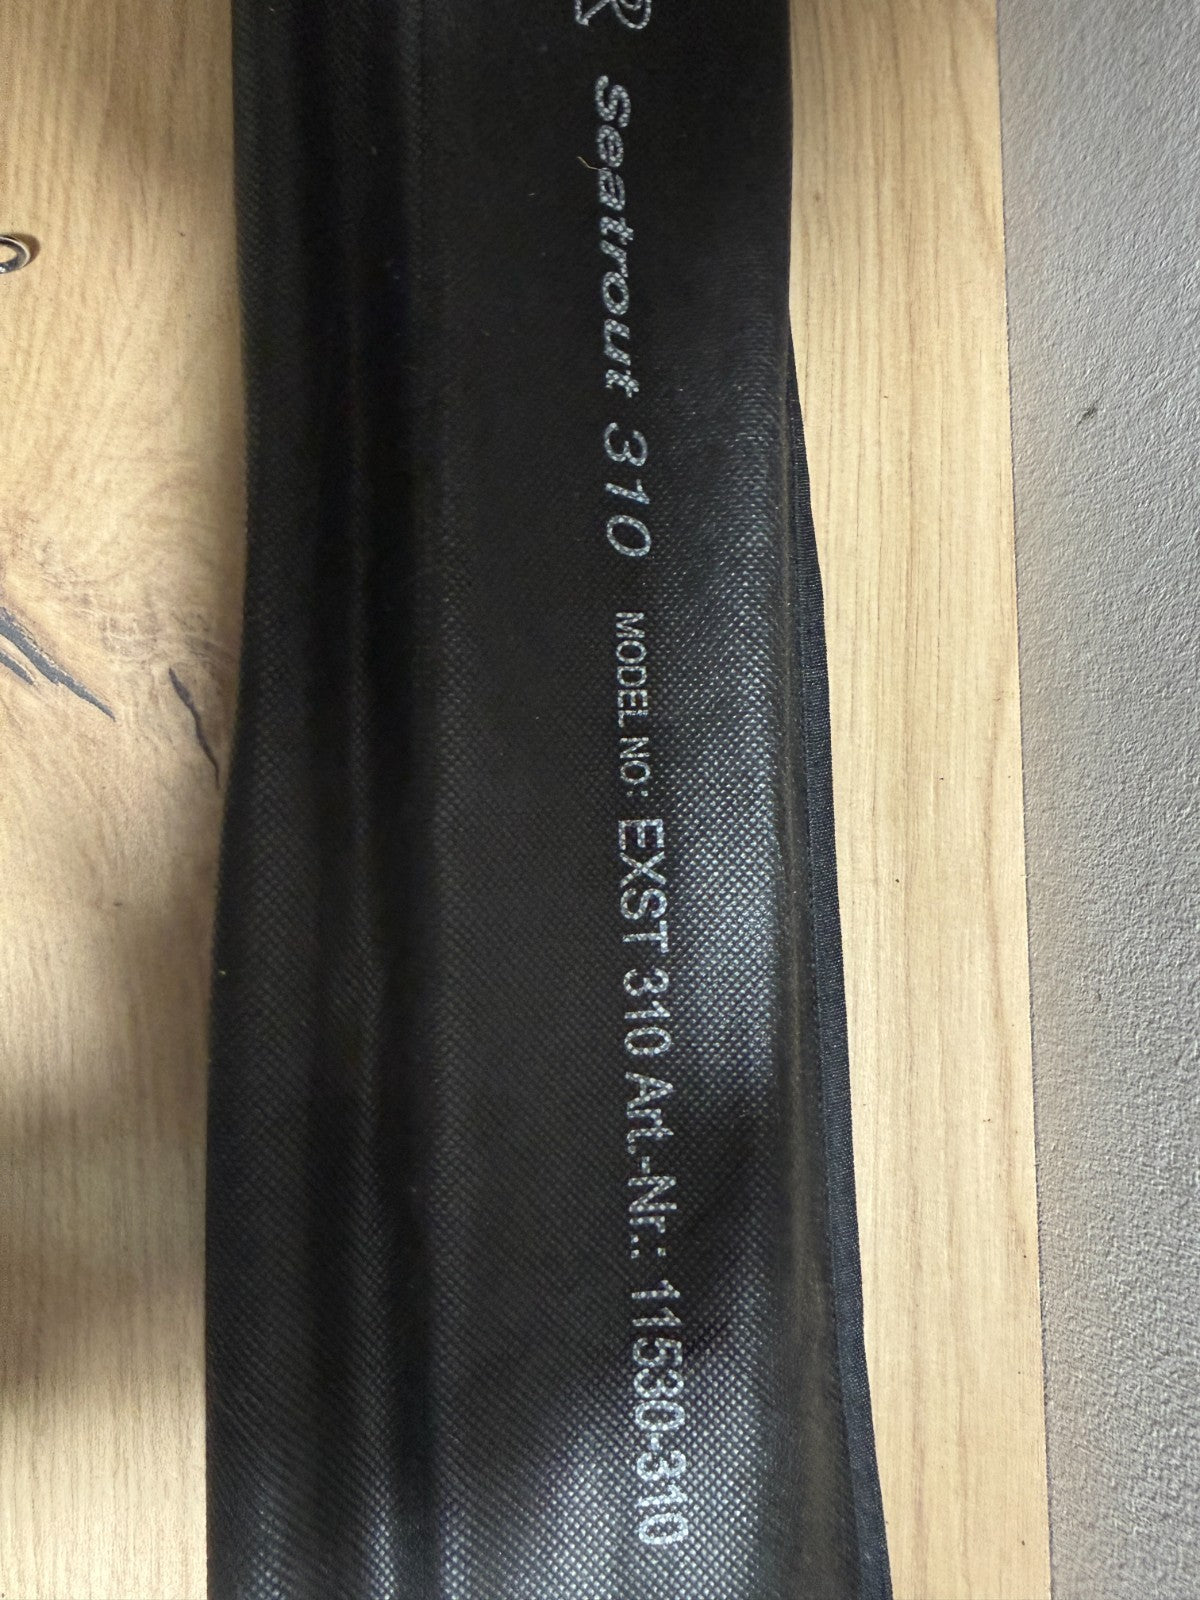 R Seatrout 310 MODEL NO: EXST 310 Art.-Nr.: 11530-310